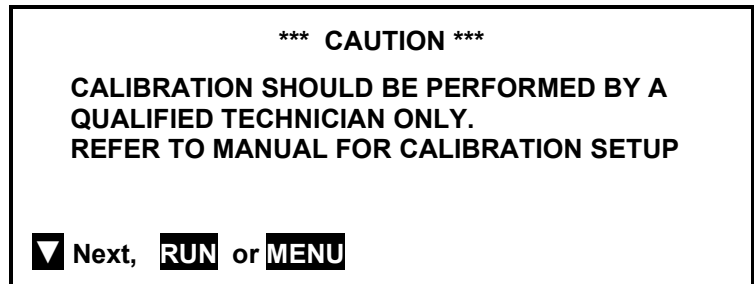 *** CAUTION ***
CALIBRATION SHOULD BE PERFORMED BY A
QUALIFIED TECHNICIAN ONLY.
REFER TO MANUAL FOR CALIBRATION SETUP
▼ Next, RUN or MENU